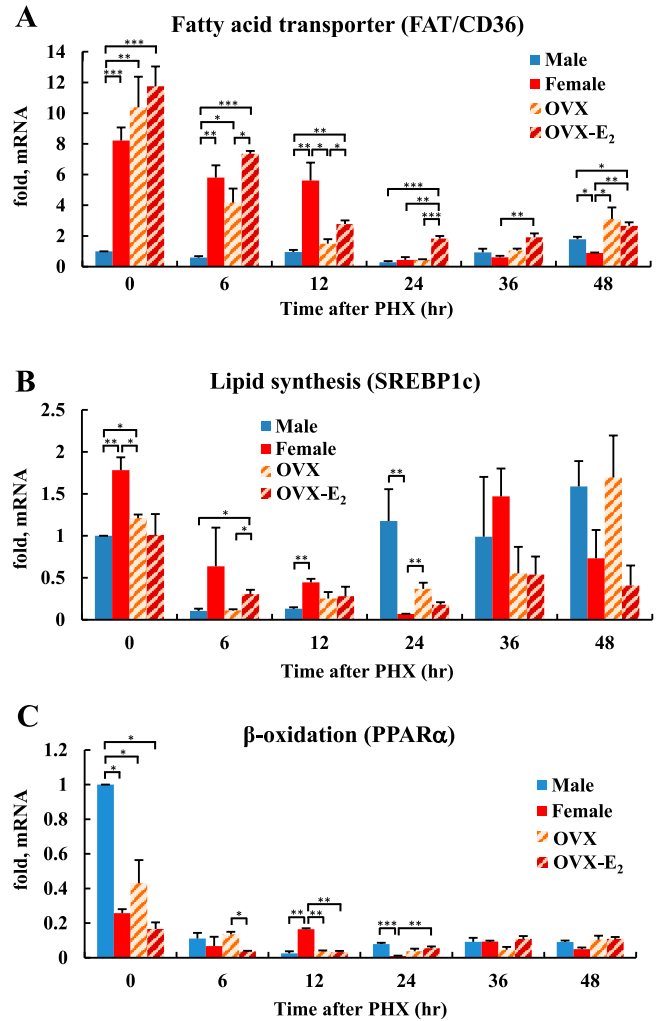 A
Fatty acid transporter (FAT/CD36)
fold, mRNA
14
12
10
8
6
4
2
0
***
**
***
***
*
**
*
**
**
*
*
***
**
***
**
*
**
*
*
Male
Female
OVX
OVX-E₂
0 6 12 24 36 48
Time after PHX (hr)
B
Lipid synthesis (SREBP1c)
fold, mRNA
2.5
2
1.5
1
0.5
0
*
**
*
*
*
**
**
**
Male
Female
OVX
OVX-E₂
0 6 12 24 36 48
Time after PHX (hr)
C
β-oxidation (PPARα)
fold, mRNA
1.2
1
0.8
0.6
0.4
0.2
0
*
*
*
*
**
**
**
***
**
Male
Female
OVX
OVX-E₂
0 6 12 24 36 48
Time after PHX (hr)